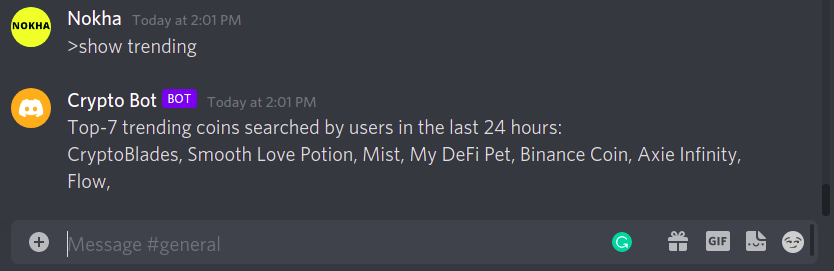 NOKHA
Nokha Today at 2:01 PM
>show trending
Crypto Bot BOT Today at 2:01 PM
Top-7 trending coins searched by users in the last 24 hours:
CryptoBlades, Smooth Love Potion, Mist, My DeFi Pet, Binance Coin, Axie Infinity,
Flow,
Message #general
GIF